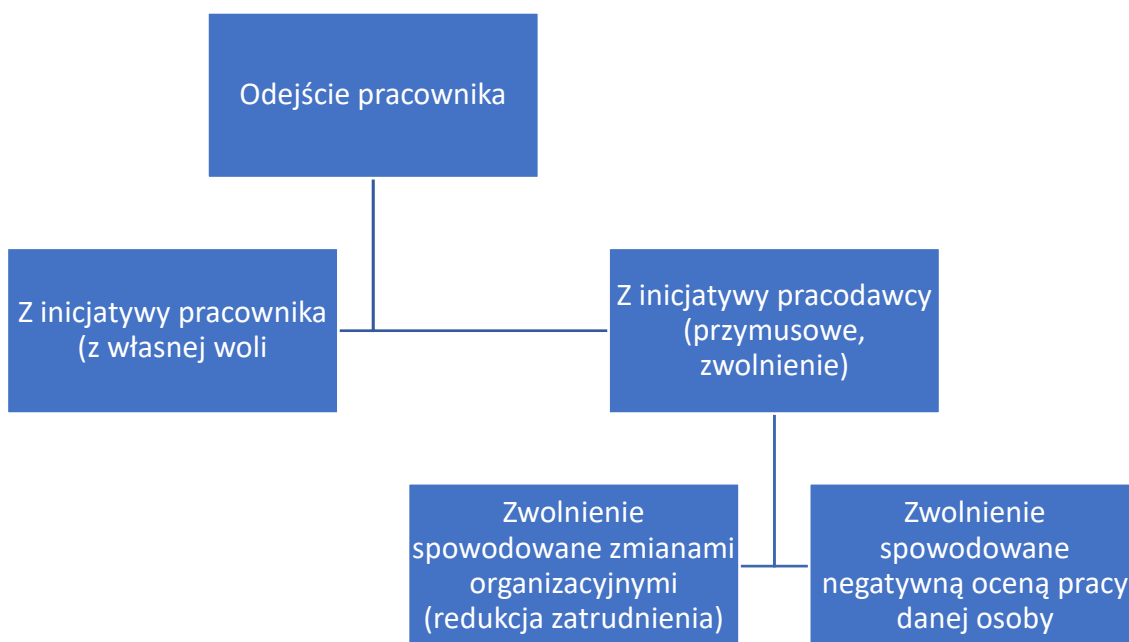 Odejście pracownika
Z inicjatywy pracownika
(z własnej woli
Z inicjatywy pracodawcy
(przymusowe,
zwolnienie)
Zwolnienie
spowodowane zmianami
organizacyjnymi
(redukcja zatrudnienia)
Zwolnienie
spowodowane
negatywną oceną pracy
danej osoby